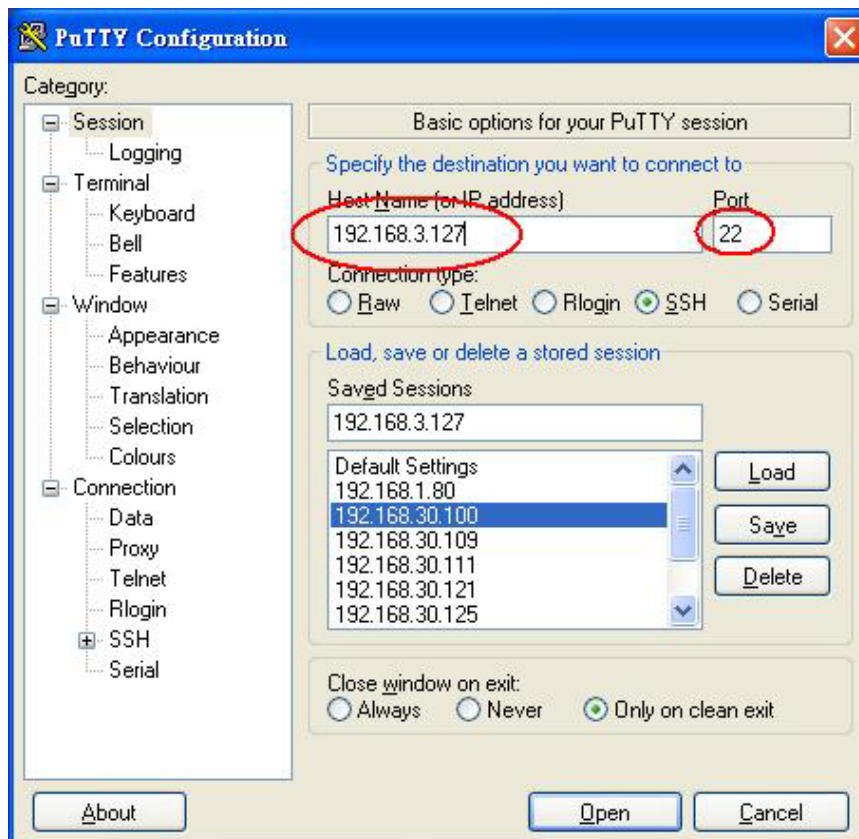 PuTTY Configuration
Category:
Session
Logging
Terminal
Keyboard
Bell
Features
Window
Appearance
Behaviour
Translation
Selection
Colours
Connection
Data
Proxy
Telnet
Rlogin
SSH
Serial
Basic options for your PuTTY session
Specify the destination you want to connect to
Host Name (or IP address) Port
192.168.3.127 22
Connection type:
Raw Telnet Rlogin SSH Serial
Load, save or delete a stored session
Saved Sessions
192.168.3.127
Default Settings
192.168.1.80
192.168.30.100
192.168.30.109
192.168.30.111
192.168.30.121
192.168.30.125
Load
Save
Delete
Close window on exit:
Always Never Only on clean exit
About Open Cancel